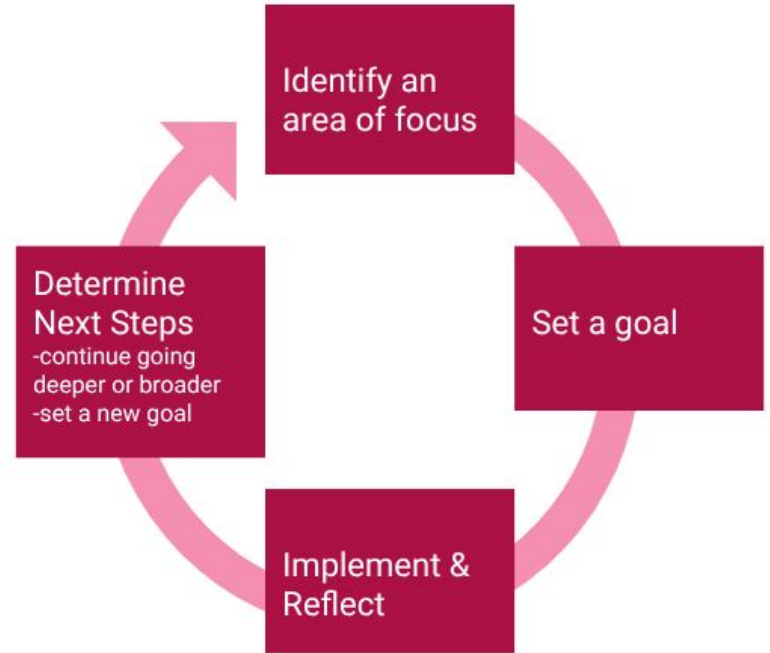 Identify an
area of focus
Set a goal
Implement &
Reflect
Determine
Next Steps
-continue going
deeper or broader
-set a new goal